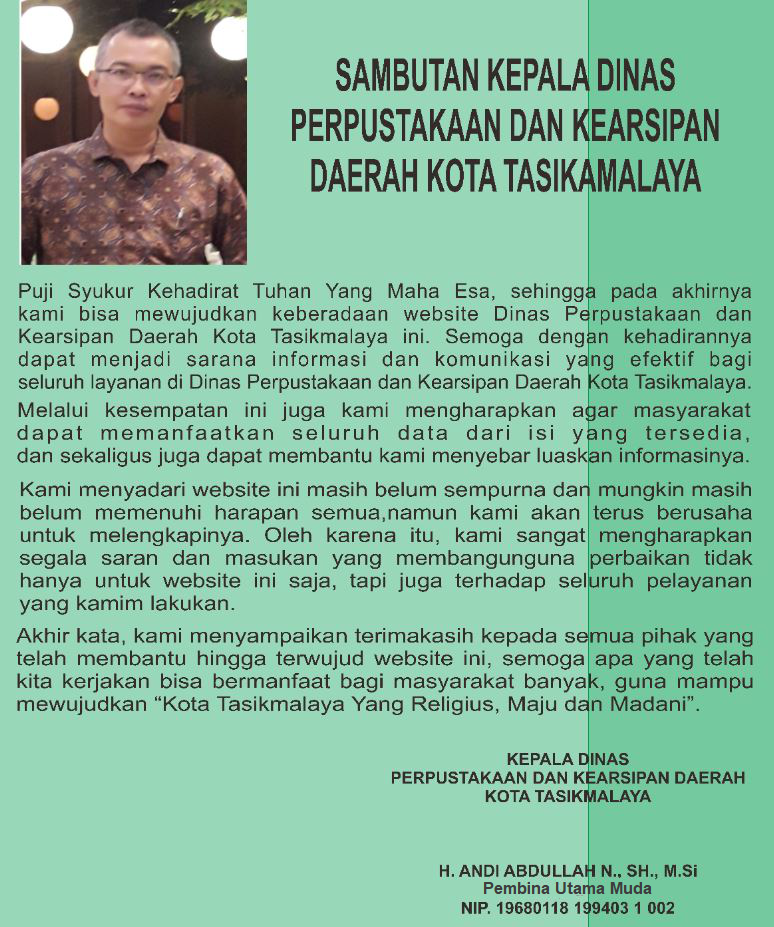 SAMBUTAN KEPALA DINAS
PERPUSTAKAAN DAN KEARSIPAN
DAERAH KOTA TASIKAMALAYA
Puji Syukur Kehadirat Tuhan Yang Maha Esa, sehingga pada akhirnya
kami bisa mewujudkan keberadaan website Dinas Perpustakaan dan
Kearsipan Daerah Kota Tasikmalaya ini. Semoga dengan kehadirannya
dapat menjadi sarana informasi dan komunikasi yang efektif bagi
seluruh layanan di Dinas Perpustakaan dan Kearsipan Daerah Kota Tasikmalaya.
Melalui kesempatan ini juga kami mengharapkan agar masyarakat
dapat memanfaatkan seluruh data dari isi yang tersedia,
dan sekaligus juga dapat membantu kami menyebar luaskan informasinya.
Kami menyadari website ini masih belum sempurna dan mungkin masih
belum memenuhi harapan semua,namun kami akan terus berusaha
untuk melengkapinya. Oleh karena itu, kami sangat mengharapkan
segala saran dan masukan yang membangunguna perbaikan tidak
hanya untuk website ini saja, tapi juga terhadap seluruh pelayanan
yang kamim lakukan.
Akhir kata, kami menyampaikan terimakasih kepada semua pihak yang
telah membantu hingga terwujud website ini, semoga apa yang telah
kita kerjakan bisa bermanfaat bagi masyarakat banyak, guna mampu
mewujudkan “Kota Tasikmalaya Yang Religius, Maju dan Madani”.
KEPALA DINAS
PERPUSTAKAAN DAN KEARSIPAN DAERAH
KOTA TASIKMALAYA
H. ANDI ABDULLAH N., SH., M.Si
Pembina Utama Muda
NIP. 19680118 199403 1 002